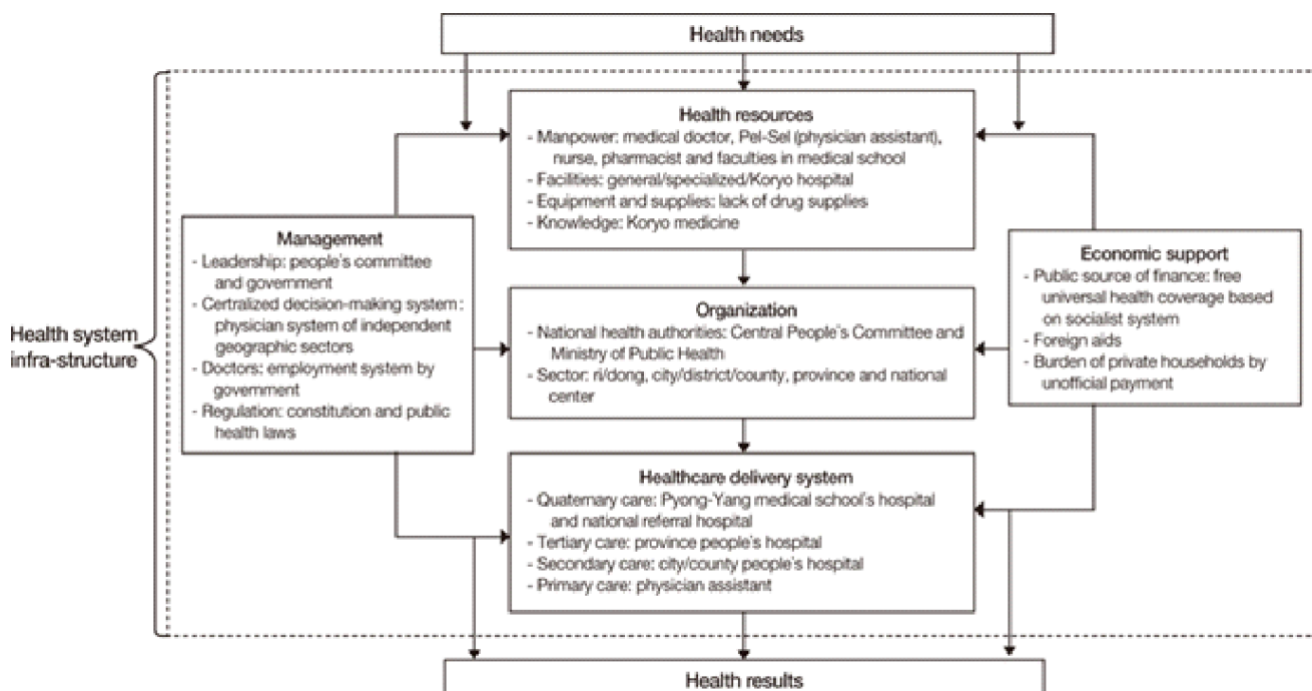 Health needs
Health resources
- Manpower: medical doctor, Pel-Sel (physician assistant),
nurse, pharmacist and faculties in medical school
- Facilities: general/specialized/Koryo hospital
- Equipment and supplies: lack of drug supplies
- Knowledge: Koryo medicine
Management
- Leadership: people's committee
and government
- Certralized decision-making system:
physician system of independent
geographic sectors
- Doctors: employment system by
government
- Regulation: constitution and public
health laws
Health system
infra-structure
Organization
- National health authorities: Central People's Committee and
Ministry of Public Health
- Sector: ri/dong, city/district/county, province and national
center
Economic support
- Public source of finance: free
universal health coverage based
on socialist system
- Foreign aids
- Burden of private households by
unofficial payment
Healthcare delivery system
- Quaternary care: Pyong-Yang medical school's hospital
and national referral hospital
- Tertiary care: province people's hospital
- Secondary care: city/county people's hospital
- Primary care: physician assistant
Health results